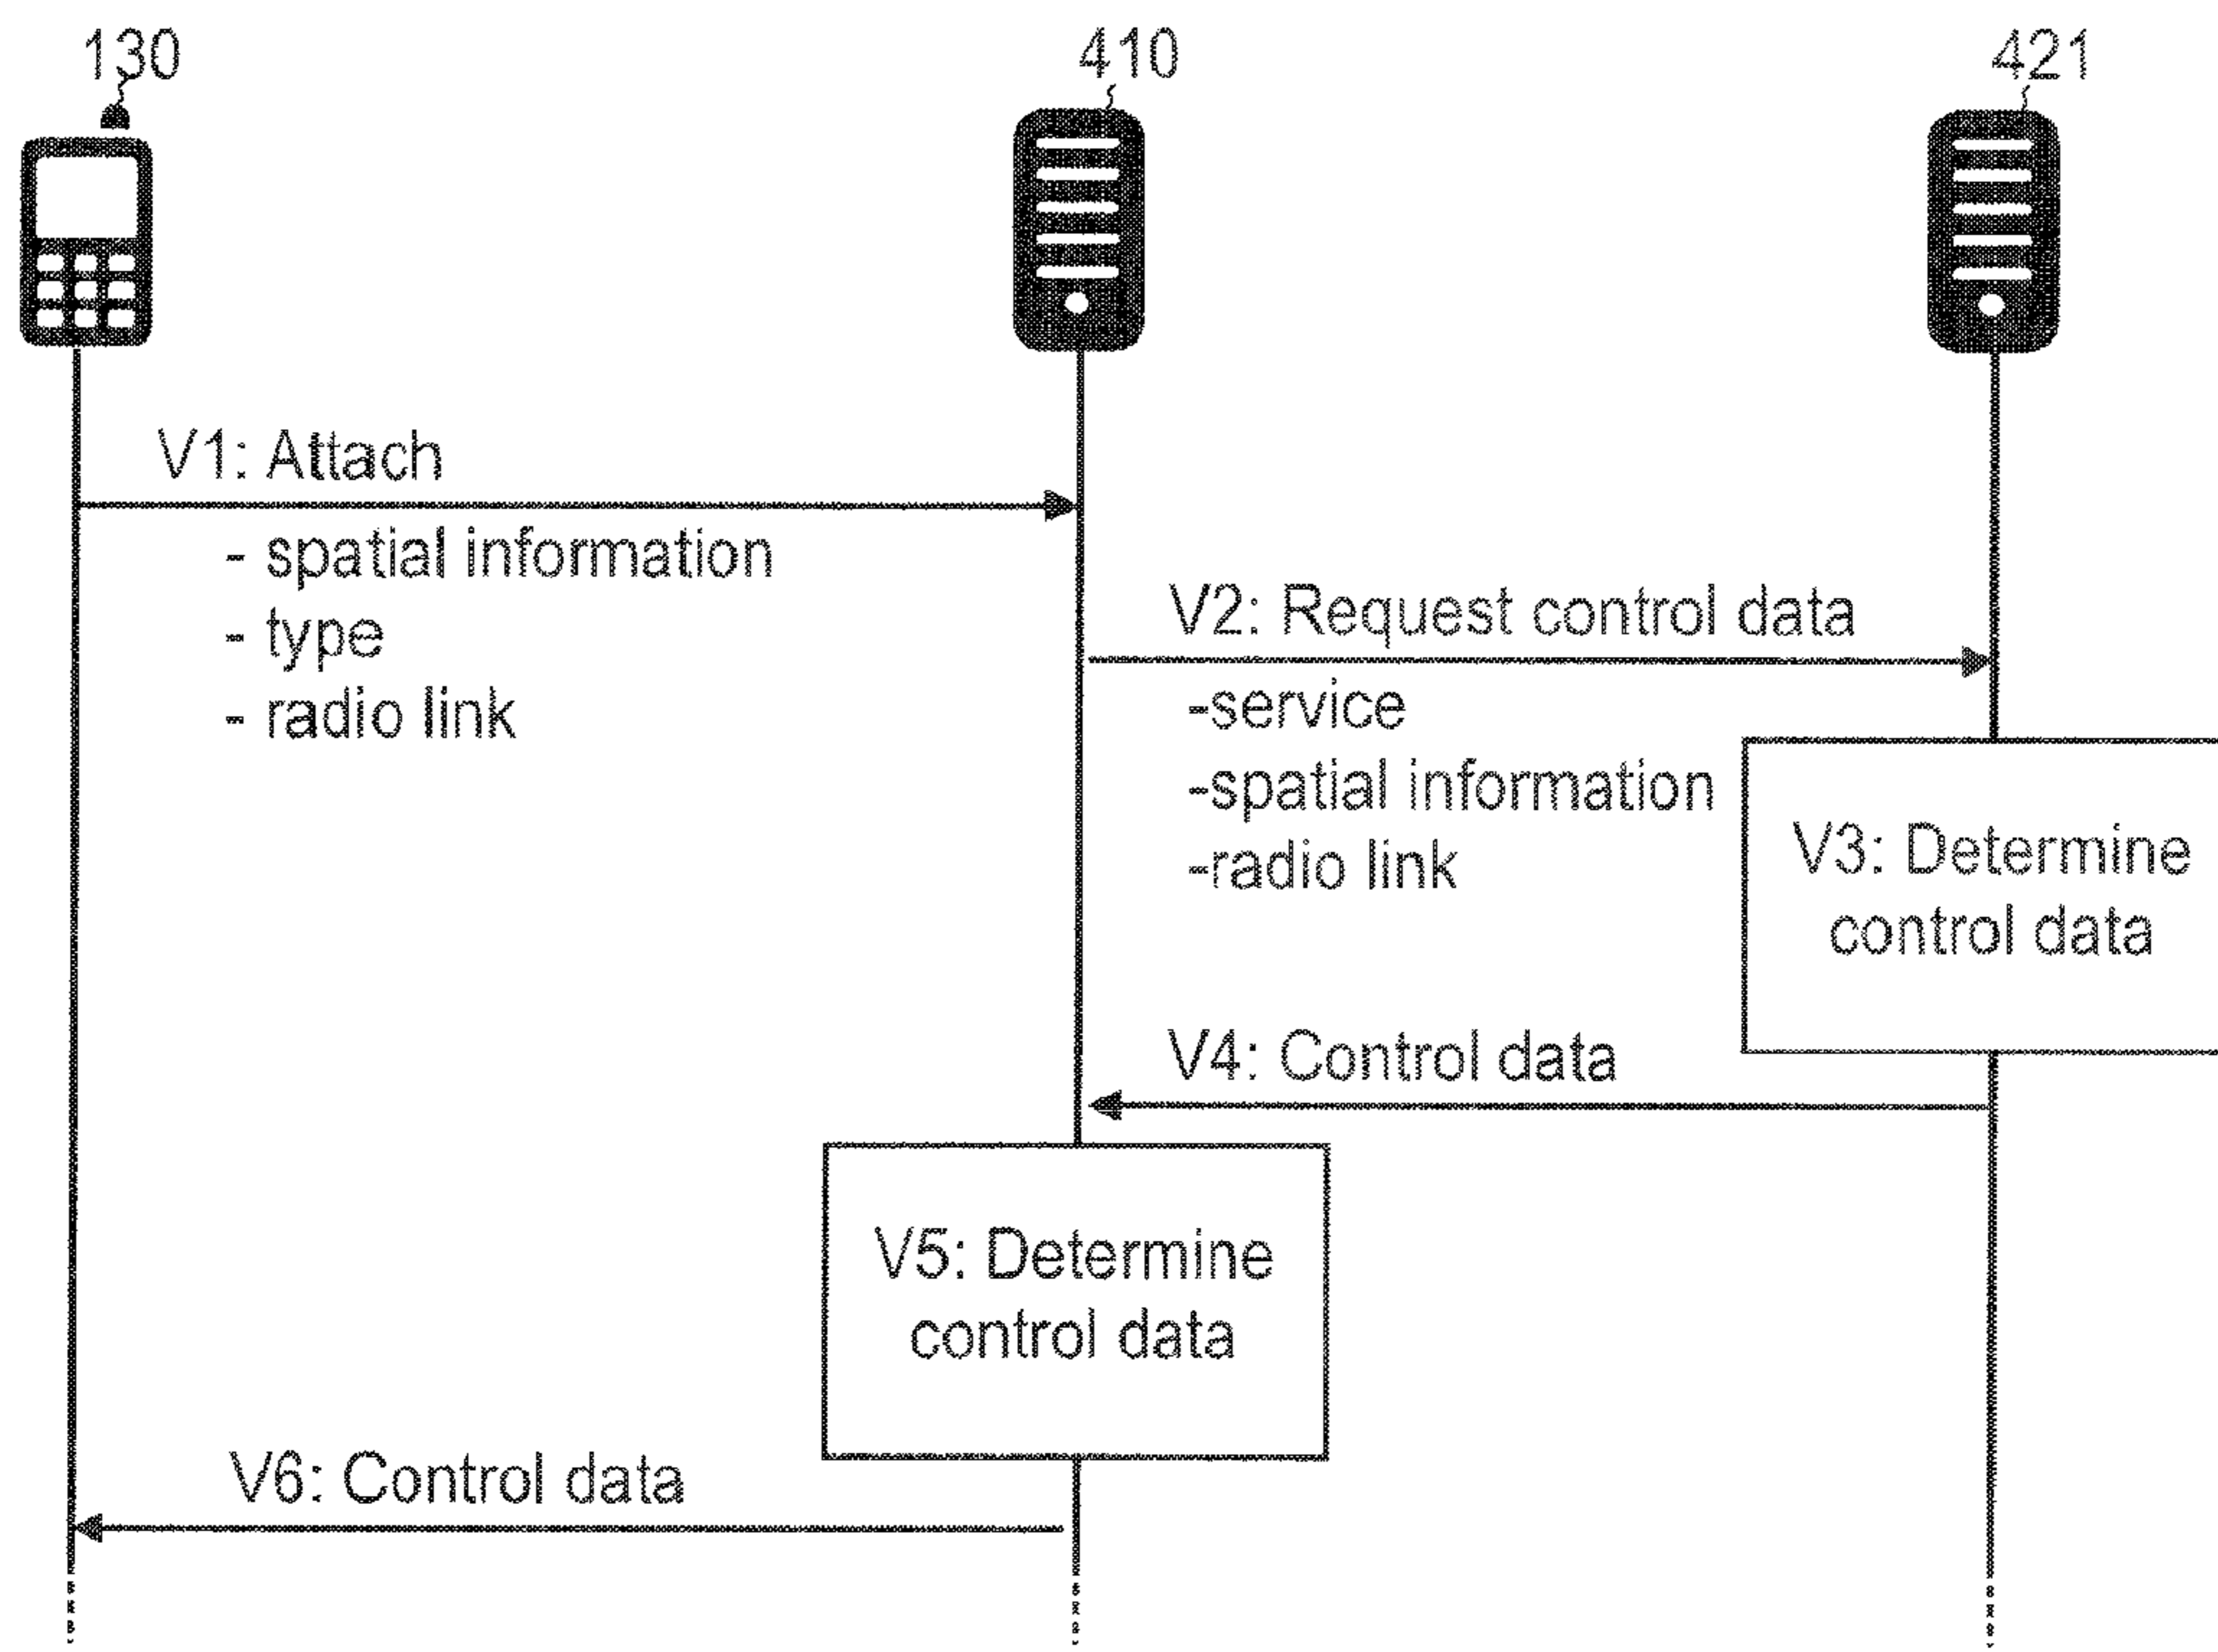 130
410
421
V1: Attach
- spatial information
- type
- radio link
V2: Request control data
-service
-spatial information
-radio link
V3: Determine
control data
V4: Control data
V5: Determine
control data
V6: Control data